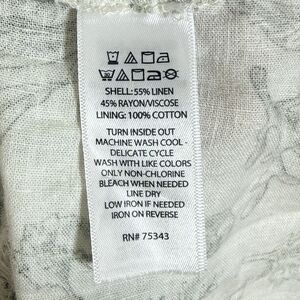 SHELL: 55% LINEN
45% RAYON/VISCOSE
LINING: 100% COTTON
TURN INSIDE OUT
MACHINE WASH COOL -
DELICATE CYCLE
WASH WITH LIKE COLORS
ONLY NON-CHLORINE
BLEACH WHEN NEEDED
LINE DRY
LOW IRON IF NEEDED
IRON ON REVERSE
RN# 75343